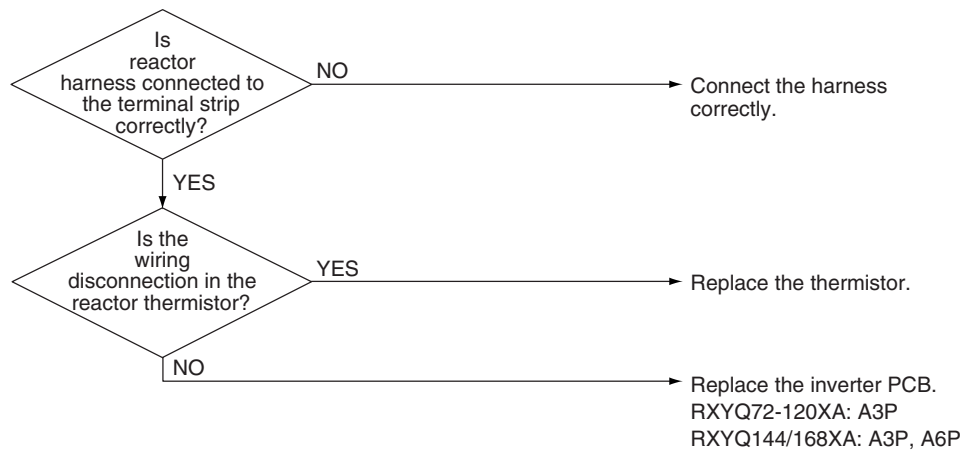 Is
reactor
harness connected to
the terminal strip
correctly?
NO
Connect the harness
correctly.
YES
Is the
wiring
disconnection in the
reactor thermistor?
YES
Replace the thermistor.
NO
Replace the inverter PCB.
RXYQ72-120XA: A3P
RXYQ144/168XA: A3P, A6P